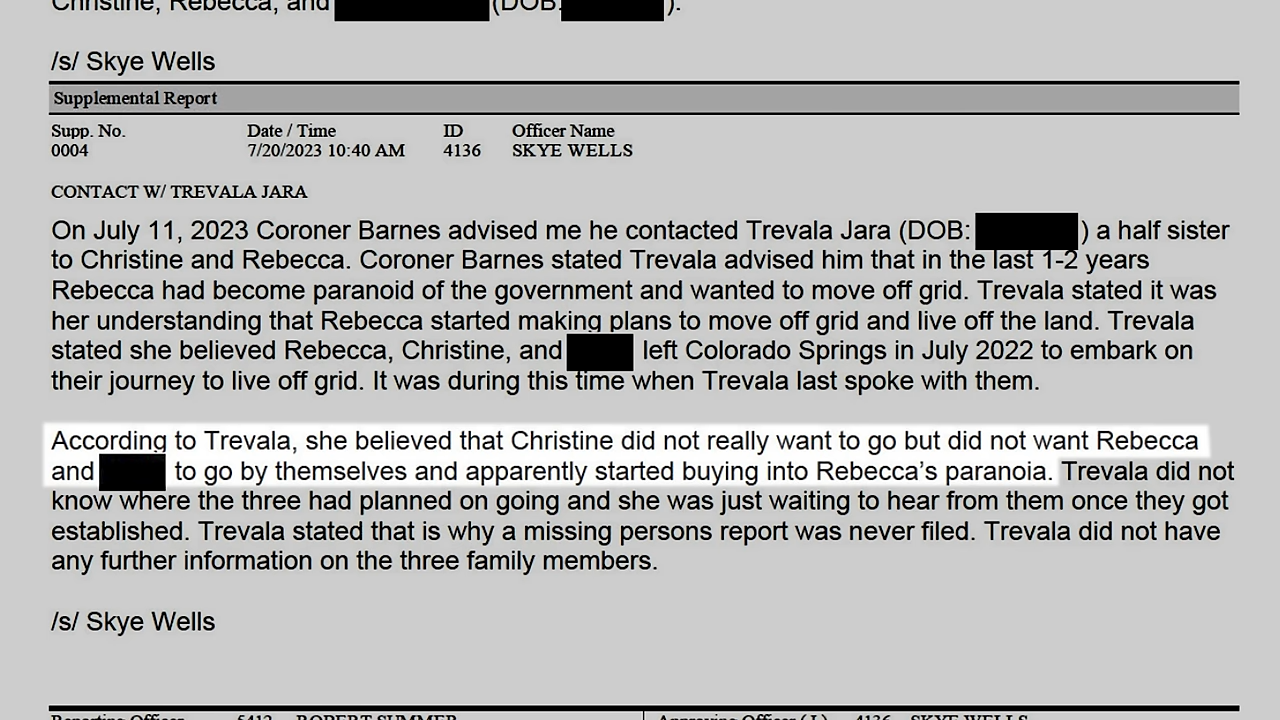 Christine, Rebecca, and (DOB: ).
/s/ Skye Wells
Supplemental Report
Supp. No. Date / Time ID Officer Name
0004 7/20/2023 10:40 AM 4136 SKYE WELLS
CONTACT W/ TREVALA JARA
On July 11, 2023 Coroner Barnes advised me he contacted Trevala Jara (DOB: ) a half sister
to Christine and Rebecca. Coroner Barnes stated Trevala advised him that in the last 1-2 years
Rebecca had become paranoid of the government and wanted to move off grid. Trevala stated it was
her understanding that Rebecca started making plans to move off grid and live off the land. Trevala
stated she believed Rebecca, Christine, and left Colorado Springs in July 2022 to embark on
their journey to live off grid. It was during this time when Trevala last spoke with them.
According to Trevala, she believed that Christine did not really want to go but did not want Rebecca
and to go by themselves and apparently started buying into Rebecca's paranoia. Trevala did not
know where the three had planned on going and she was just waiting to hear from them once they got
established. Trevala stated that is why a missing persons report was never filed. Trevala did not have
any further information on the three family members.
/s/ Skye Wells
Reporting Officer 5412 ROBERT SUMMER Approving Officer 4136 SKYE WELLS